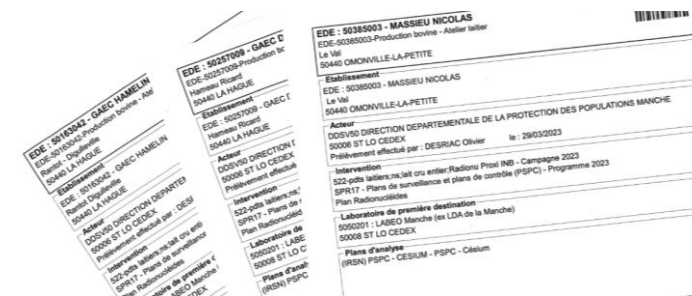 EDE : 50163042 - GAEC HAMELIN
EDE-50163042-Production bovine - Atel
Rantot - Digulleville
50440 LA HAGUE
Etablissement
EDE : 50163042 - GAEC HAMELIN
Rantot Digulleville
50440 LA HAGUE
Acteur
DDSV50 DIRECTION DEPARTEM
50006 ST LO CEDEX
Prélèvement effectué par : DESI
Intervention
522-pdts laitiers;ns;lait cru enti
SPR17 - Plans de surveillance
Plan Radionucléides
Laboratoire de première d
LABEO Manche (
CEDEX
EDE : 50257009 - GAEC D
EDE-50257009-Production bo
Hameau Ricard
50440 LA HAGUE
Etablissement
EDE : 50257009 - GAEC D
Hameau Ricard
50440 LA HAGUE
Acteur
DDSV50 DIRECTION D
50006 ST LO CEDEX
Prélèvement effectué
Intervention
522-pdts laitiers;ns;
SPR17 - Plans de
Plan Radionucléid
Laboratoire de
5050201 : LABE
50008 ST LO C
Plans d'anal
(IRSN) PSPC
EDE : 50385003 - MASSIEU NICOLAS
EDE-50385003-Production bovine - Atelier laitier
Le Val
50440 OMONVILLE-LA-PETITE
Etablissement
EDE : 50385003 - MASSIEU NICOLAS
Le Val
50440 OMONVILLE-LA-PETITE
Acteur
DDSV50 DIRECTION DEPARTEMENTALE DE LA PROTECTION DES POPULATIONS MANCHE
50006 ST LO CEDEX
Prélèvement effectué par : DESRIAC Olivier le : 29/03/2023
Intervention
522-pdts laitiers;ns;lait cru entier;Radionu Proxi INB - Campagne 2023
SPR17 - Plans de surveillance et plans de contrôle (PSPC) - Programme 2023
Plan Radionucléides
Laboratoire de première destination
5050201 : LABEO Manche (ex LDA de la Manche)
50008 ST LO CEDEX
Plans d'analyse
(IRSN) PSPC - CESIUM - PSPC - Césium